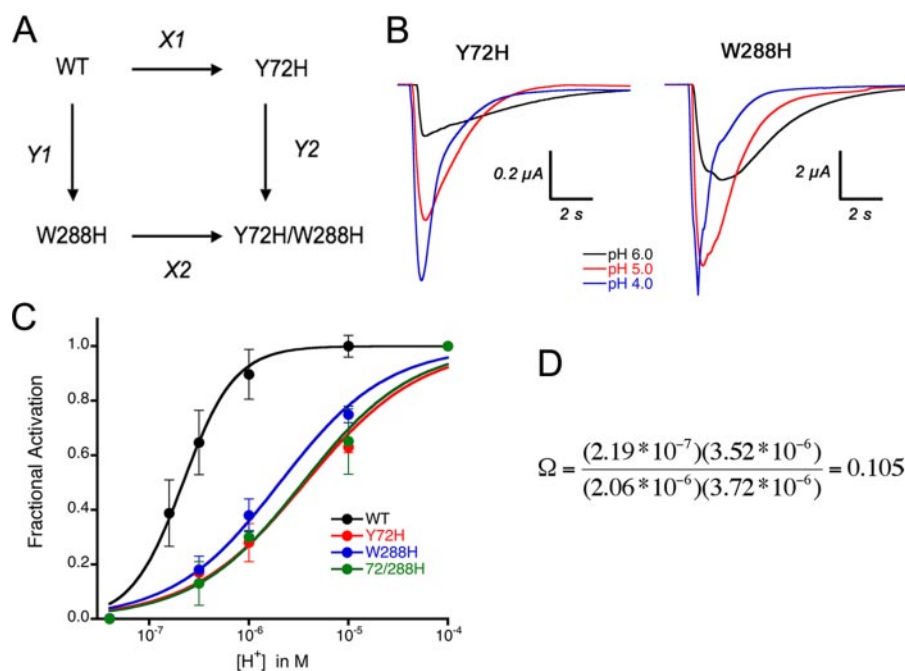 A
X1
WT
Y72H
Y1
Y2
W288H
Y72H/W288H
X2
B
Y72H
W288H
0.2 µA
2 s
2 µA
2 s
pH 6.0
pH 5.0
pH 4.0
C
Fractional Activation
1.0
0.8
0.6
0.4
0.2
0.0
WT
Y72H
W288H
72/288H
10-7
10-6
10-5
10-4
[H+] in M
D
Ω = (2.19*10-7)(3.52*10-6) / (2.06*10-6)(3.72*10-6) = 0.105